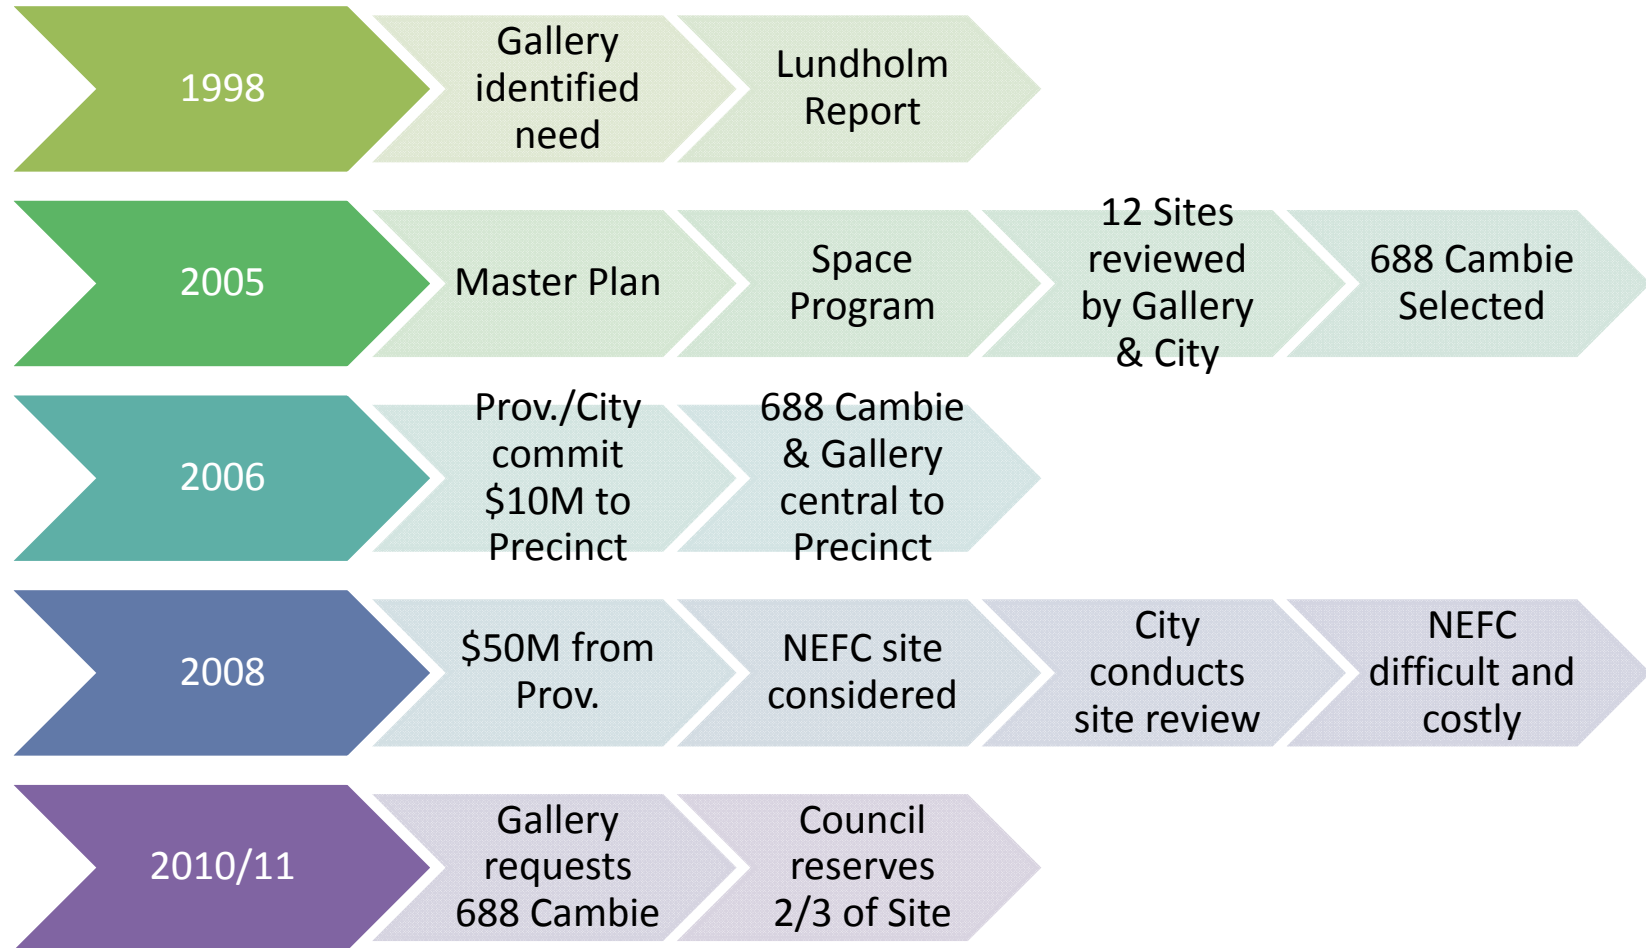 1998
Gallery
identified
need
Lundholm
Report
2005
Master Plan
Space
Program
12 Sites
reviewed
by Gallery
& City
688 Cambie
Selected
2006
Prov./City
commit
$10M to
Precinct
688 Cambie
& Gallery
central to
Precinct
2008
$50M from
Prov.
NEFC site
considered
City
conducts
site review
NEFC
difficult and
costly
2010/11
Gallery
requests
688 Cambie
Council
reserves
2/3 of Site